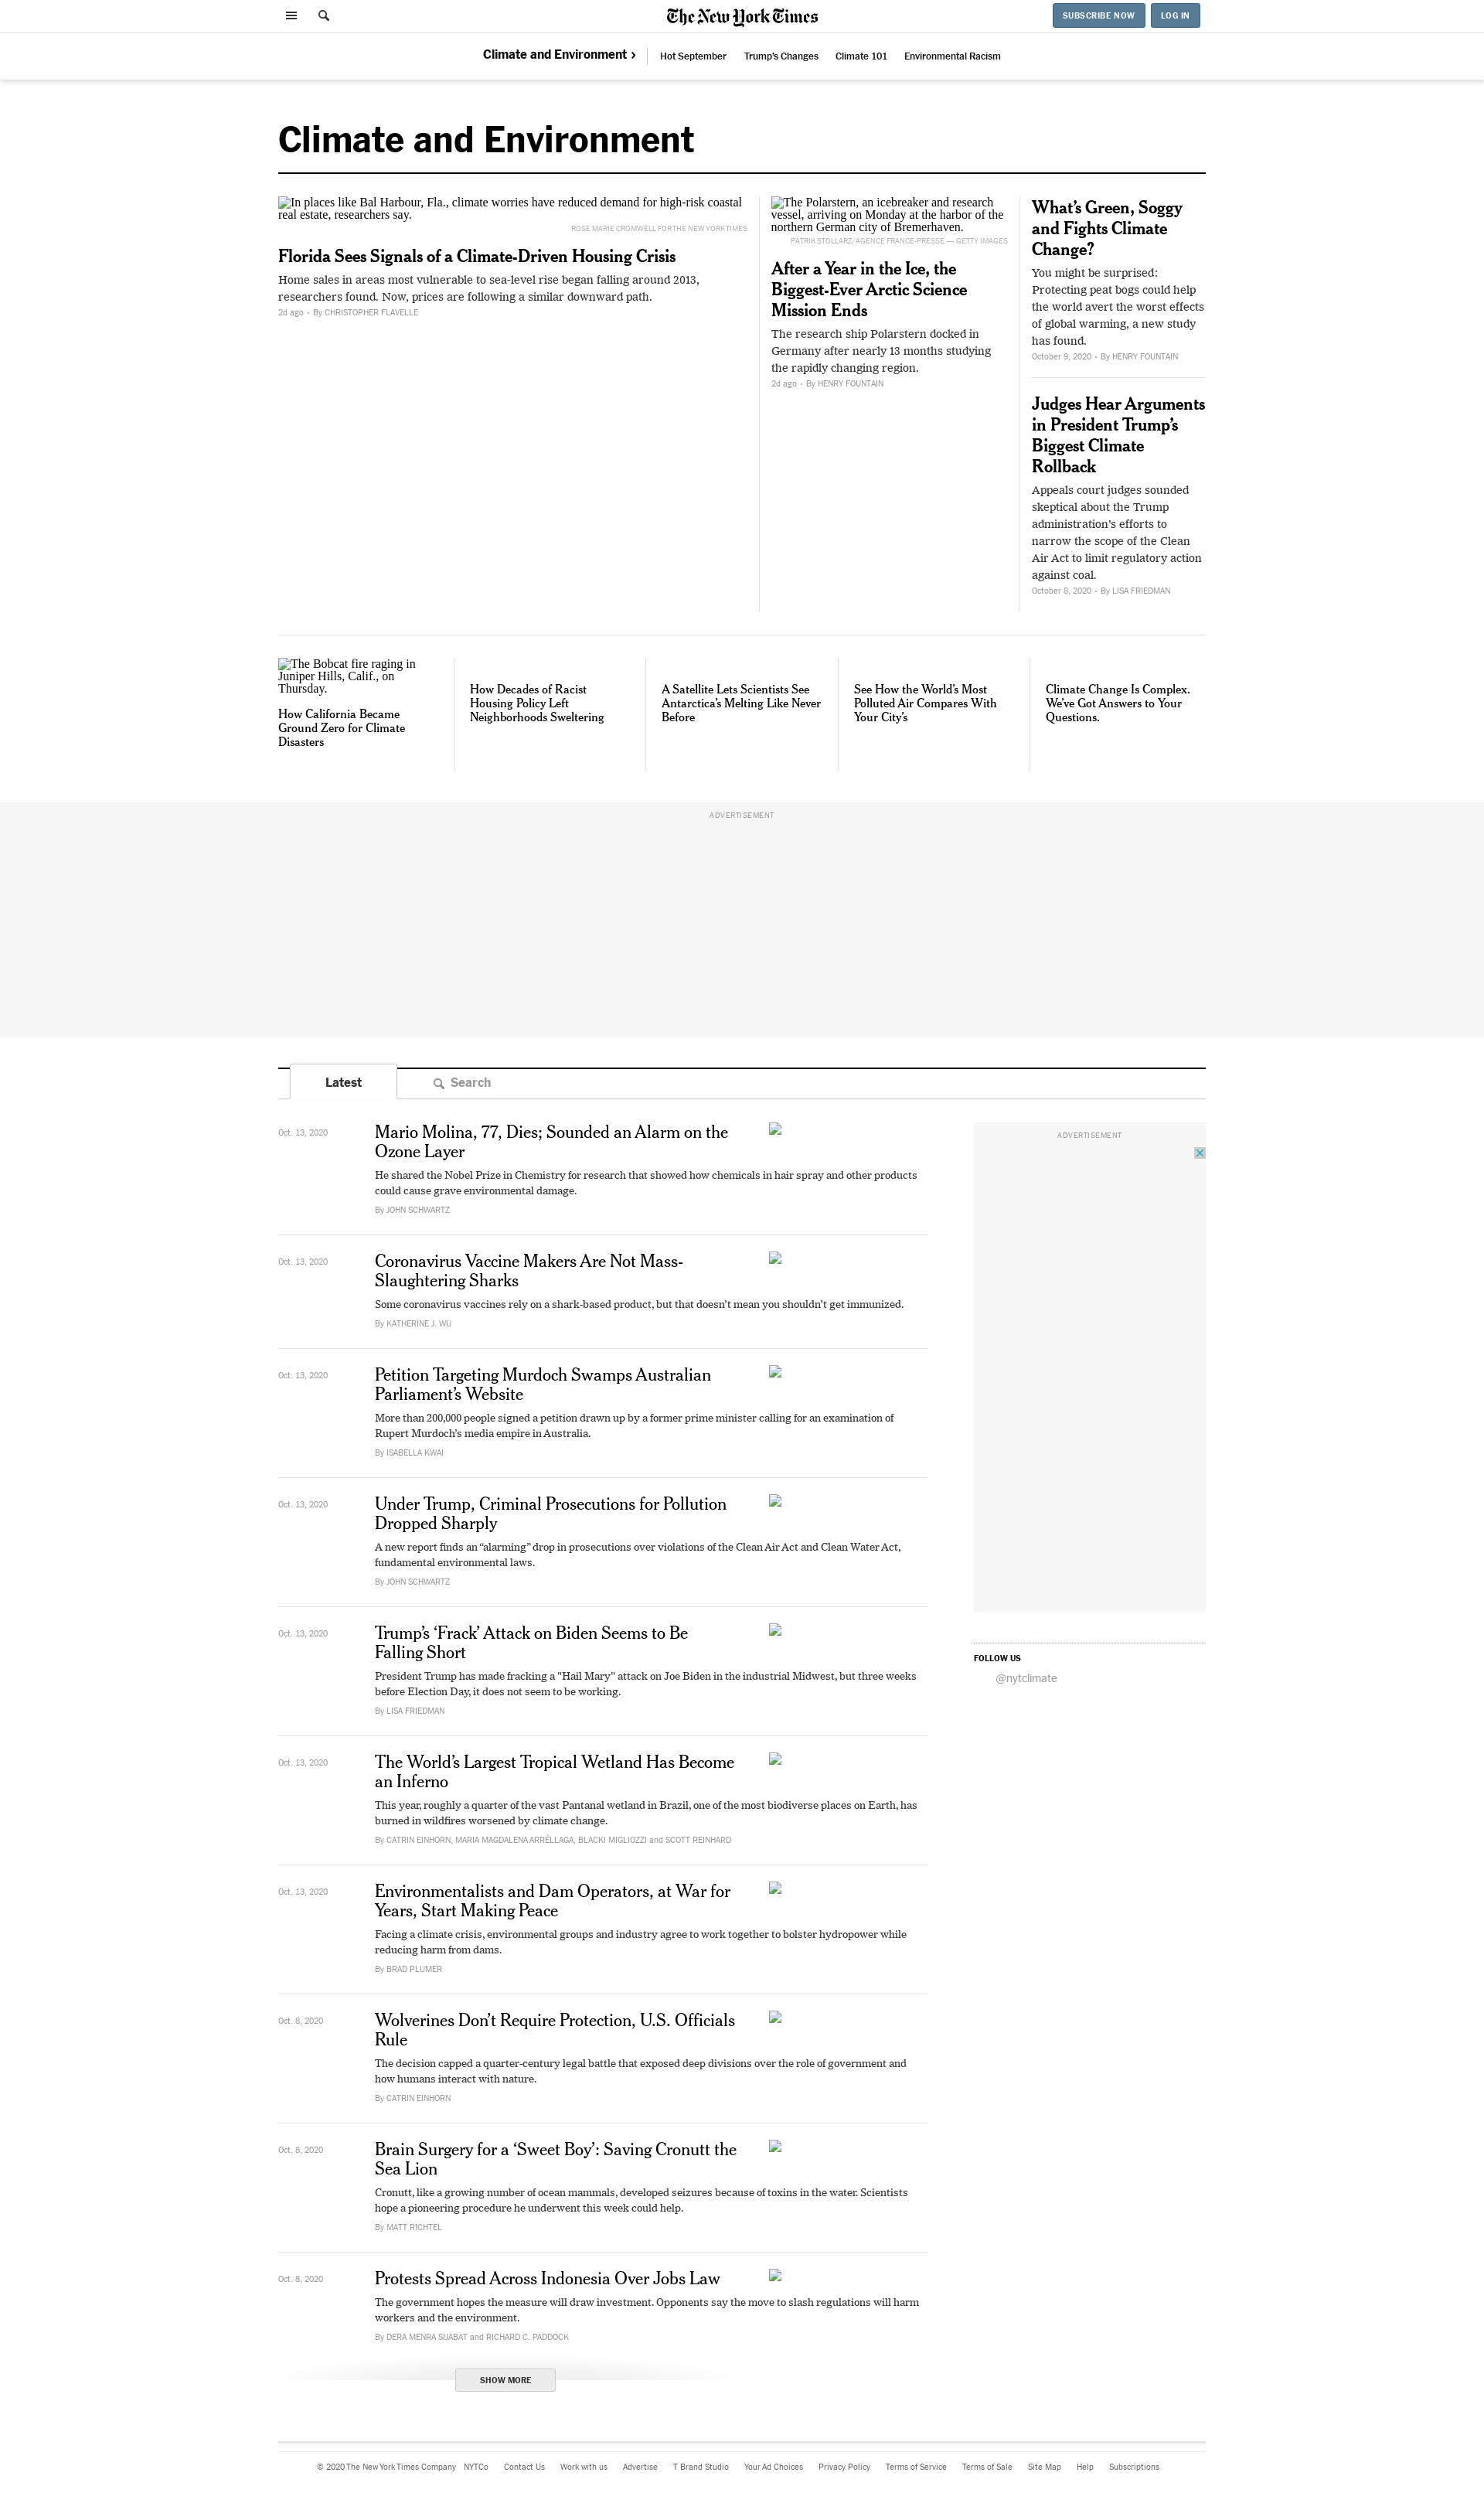 The New York Times
SUBSCRIBE NOW
LOG IN
Climate and Environment ›
Hot September
Trump's Changes
Climate 101
Environmental Racism
Climate and Environment
In places like Bal Harbour, Fla., climate worries have reduced demand for high-risk coastal
real estate, researchers say.
ROSE MARIE CROMWELL FOR THE NEW YORK TIMES
Florida Sees Signals of a Climate-Driven Housing Crisis
Home sales in areas most vulnerable to sea-level rise began falling around 2013,
researchers found. Now, prices are following a similar downward path.
2d ago • By CHRISTOPHER FLAVELLE
The Polarstern, an icebreaker and research
vessel, arriving on Monday at the harbor of the
northern German city of Bremerhaven.
PATRIK STOLLARZ/AGENCE FRANCE-PRESSE — GETTY IMAGES
After a Year in the Ice, the
Biggest-Ever Arctic Science
Mission Ends
The research ship Polarstern docked in
Germany after nearly 13 months studying
the rapidly changing region.
2d ago • By HENRY FOUNTAIN
What's Green, Soggy
and Fights Climate
Change?
You might be surprised:
Protecting peat bogs could help
the world avert the worst effects
of global warming, a new study
has found.
October 9, 2020 • By HENRY FOUNTAIN
Judges Hear Arguments
in President Trump's
Biggest Climate
Rollback
Appeals court judges sounded
skeptical about the Trump
administration's efforts to
narrow the scope of the Clean
Air Act to limit regulatory action
against coal.
October 8, 2020 • By LISA FRIEDMAN
The Bobcat fire raging in
Juniper Hills, Calif., on
Thursday.
How California Became
Ground Zero for Climate
Disasters
How Decades of Racist
Housing Policy Left
Neighborhoods Sweltering
A Satellite Lets Scientists See
Antarctica's Melting Like Never
Before
See How the World's Most
Polluted Air Compares With
Your City's
Climate Change Is Complex.
We've Got Answers to Your
Questions.
ADVERTISEMENT
Latest
Search
Oct. 13, 2020
Mario Molina, 77, Dies; Sounded an Alarm on the
Ozone Layer
He shared the Nobel Prize in Chemistry for research that showed how chemicals in hair spray and other products
could cause grave environmental damage.
By JOHN SCHWARTZ
Oct. 13, 2020
Coronavirus Vaccine Makers Are Not Mass-
Slaughtering Sharks
Some coronavirus vaccines rely on a shark-based product, but that doesn't mean you shouldn't get immunized.
By KATHERINE J. WU
Oct. 13, 2020
Petition Targeting Murdoch Swamps Australian
Parliament's Website
More than 200,000 people signed a petition drawn up by a former prime minister calling for an examination of
Rupert Murdoch's media empire in Australia.
By ISABELLA KWAI
Oct. 13, 2020
Under Trump, Criminal Prosecutions for Pollution
Dropped Sharply
A new report finds an “alarming” drop in prosecutions over violations of the Clean Air Act and Clean Water Act,
fundamental environmental laws.
By JOHN SCHWARTZ
Oct. 13, 2020
Trump's ‘Frack’ Attack on Biden Seems to Be
Falling Short
President Trump has made fracking a "Hail Mary" attack on Joe Biden in the industrial Midwest, but three weeks
before Election Day, it does not seem to be working.
By LISA FRIEDMAN
Oct. 13, 2020
The World's Largest Tropical Wetland Has Become
an Inferno
This year, roughly a quarter of the vast Pantanal wetland in Brazil, one of the most biodiverse places on Earth, has
burned in wildfires worsened by climate change.
By CATRIN EINHORN, MARIA MAGDALENA ARRÉLLAGA, BLACKI MIGLIOZZI and SCOTT REINHARD
Oct. 13, 2020
Environmentalists and Dam Operators, at War for
Years, Start Making Peace
Facing a climate crisis, environmental groups and industry agree to work together to bolster hydropower while
reducing harm from dams.
By BRAD PLUMER
Oct. 8, 2020
Wolverines Don't Require Protection, U.S. Officials
Rule
The decision capped a quarter-century legal battle that exposed deep divisions over the role of government and
how humans interact with nature.
By CATRIN EINHORN
Oct. 8, 2020
Brain Surgery for a ‘Sweet Boy’: Saving Cronutt the
Sea Lion
Cronutt, like a growing number of ocean mammals, developed seizures because of toxins in the water. Scientists
hope a pioneering procedure he underwent this week could help.
By MATT RICHTEL
Oct. 8, 2020
Protests Spread Across Indonesia Over Jobs Law
The government hopes the measure will draw investment. Opponents say the move to slash regulations will harm
workers and the environment.
By DERA MENRA SIJABAT and RICHARD C. PADDOCK
SHOW MORE
ADVERTISEMENT
FOLLOW US
@nytclimate
© 2020 The New York Times Company
NYTCo
Contact Us
Work with us
Advertise
T Brand Studio
Your Ad Choices
Privacy Policy
Terms of Service
Terms of Sale
Site Map
Help
Subscriptions